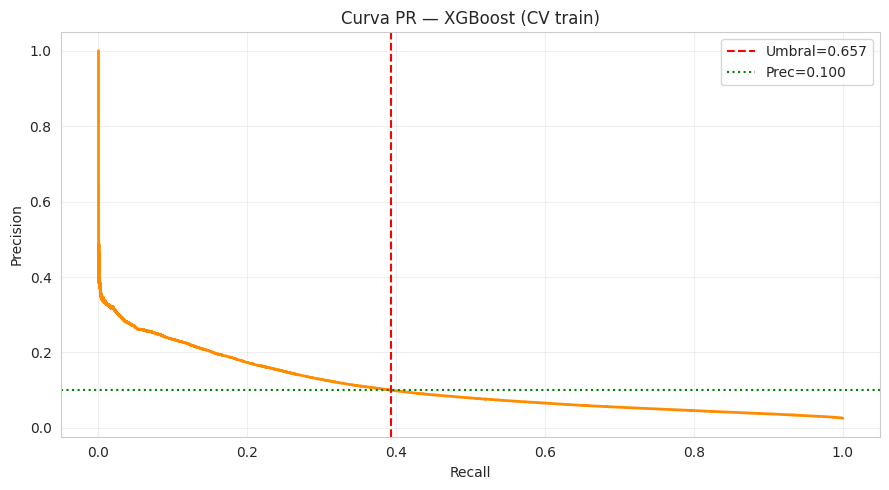 Curva PR — XGBoost (CV train)
Umbral=0.657
Prec=0.100
1.0
0.8
0.6
0.4
0.2
0.0
Precision
0.0 0.2 0.4 0.6 0.8 1.0
Recall